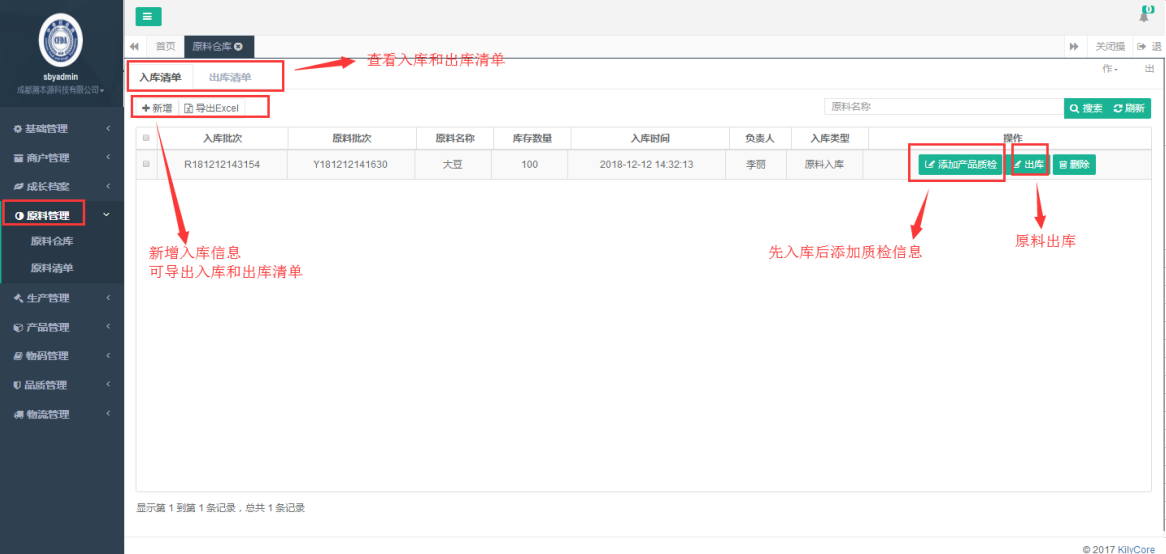 CFDA
sbyadmin
成都溯本源科技有限公司
首页
原料仓库
关闭操作
退出
入库清单
出库清单
查看入库和出库清单
新增
导出Excel
原料名称
搜索
刷新
入库批次 原料批次 原料名称 库存数量 入库时间 负责人 入库类型 操作
R181212143154 Y181212141630 大豆 100 2018-12-12 14:32:13 李丽 原料入库 添加产品质检 出库 删除
基础管理
商户管理
成长档案
原料管理
原料仓库
原料清单
生产管理
产品管理
物码管理
品质管理
物流管理
新增入库信息
可导出入库和出库清单
先入库后添加质检信息
原料出库
显示第 1 到第 1 条记录，总共 1 条记录
© 2017 KilyCore